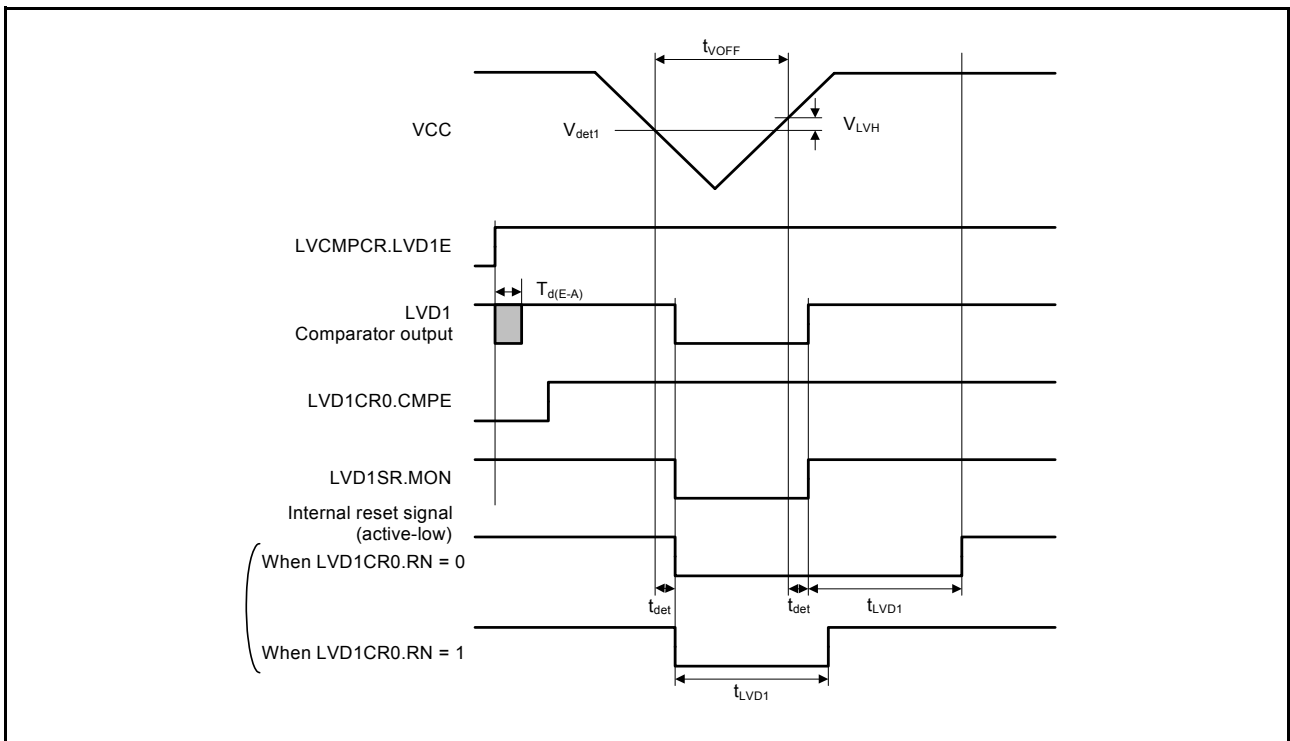 tVOFF
VCC
Vdet1
VLVH
LVCMPCR.LVD1E
Td(E-A)
LVD1
Comparator output
LVD1CR0.CMPE
LVD1SR.MON
Internal reset signal
(active-low)
When LVD1CR0.RN = 0
tdet
tdet
tLVD1
When LVD1CR0.RN = 1
tLVD1